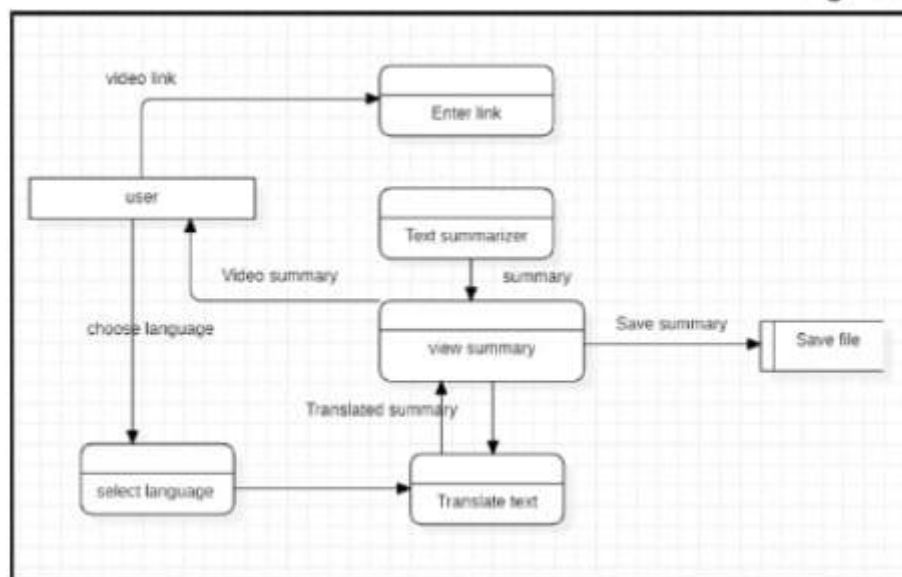 video link
Enter link
user
Text summarizer
Video summary
summary
choose language
Save summary
Save file
view summary
Translated summary
select language
Translate text